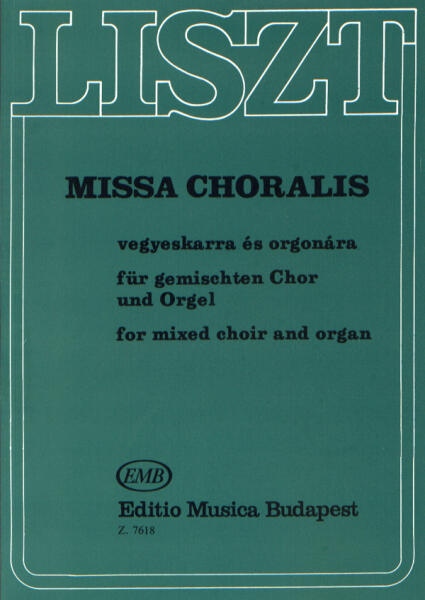 LISZT
MISSA CHORALIS
vegyeskarra és orgonára
für gemischten Chor
und Orgel
for mixed choir and organ
EMB
Editio Musica Budapest
Z. 7618